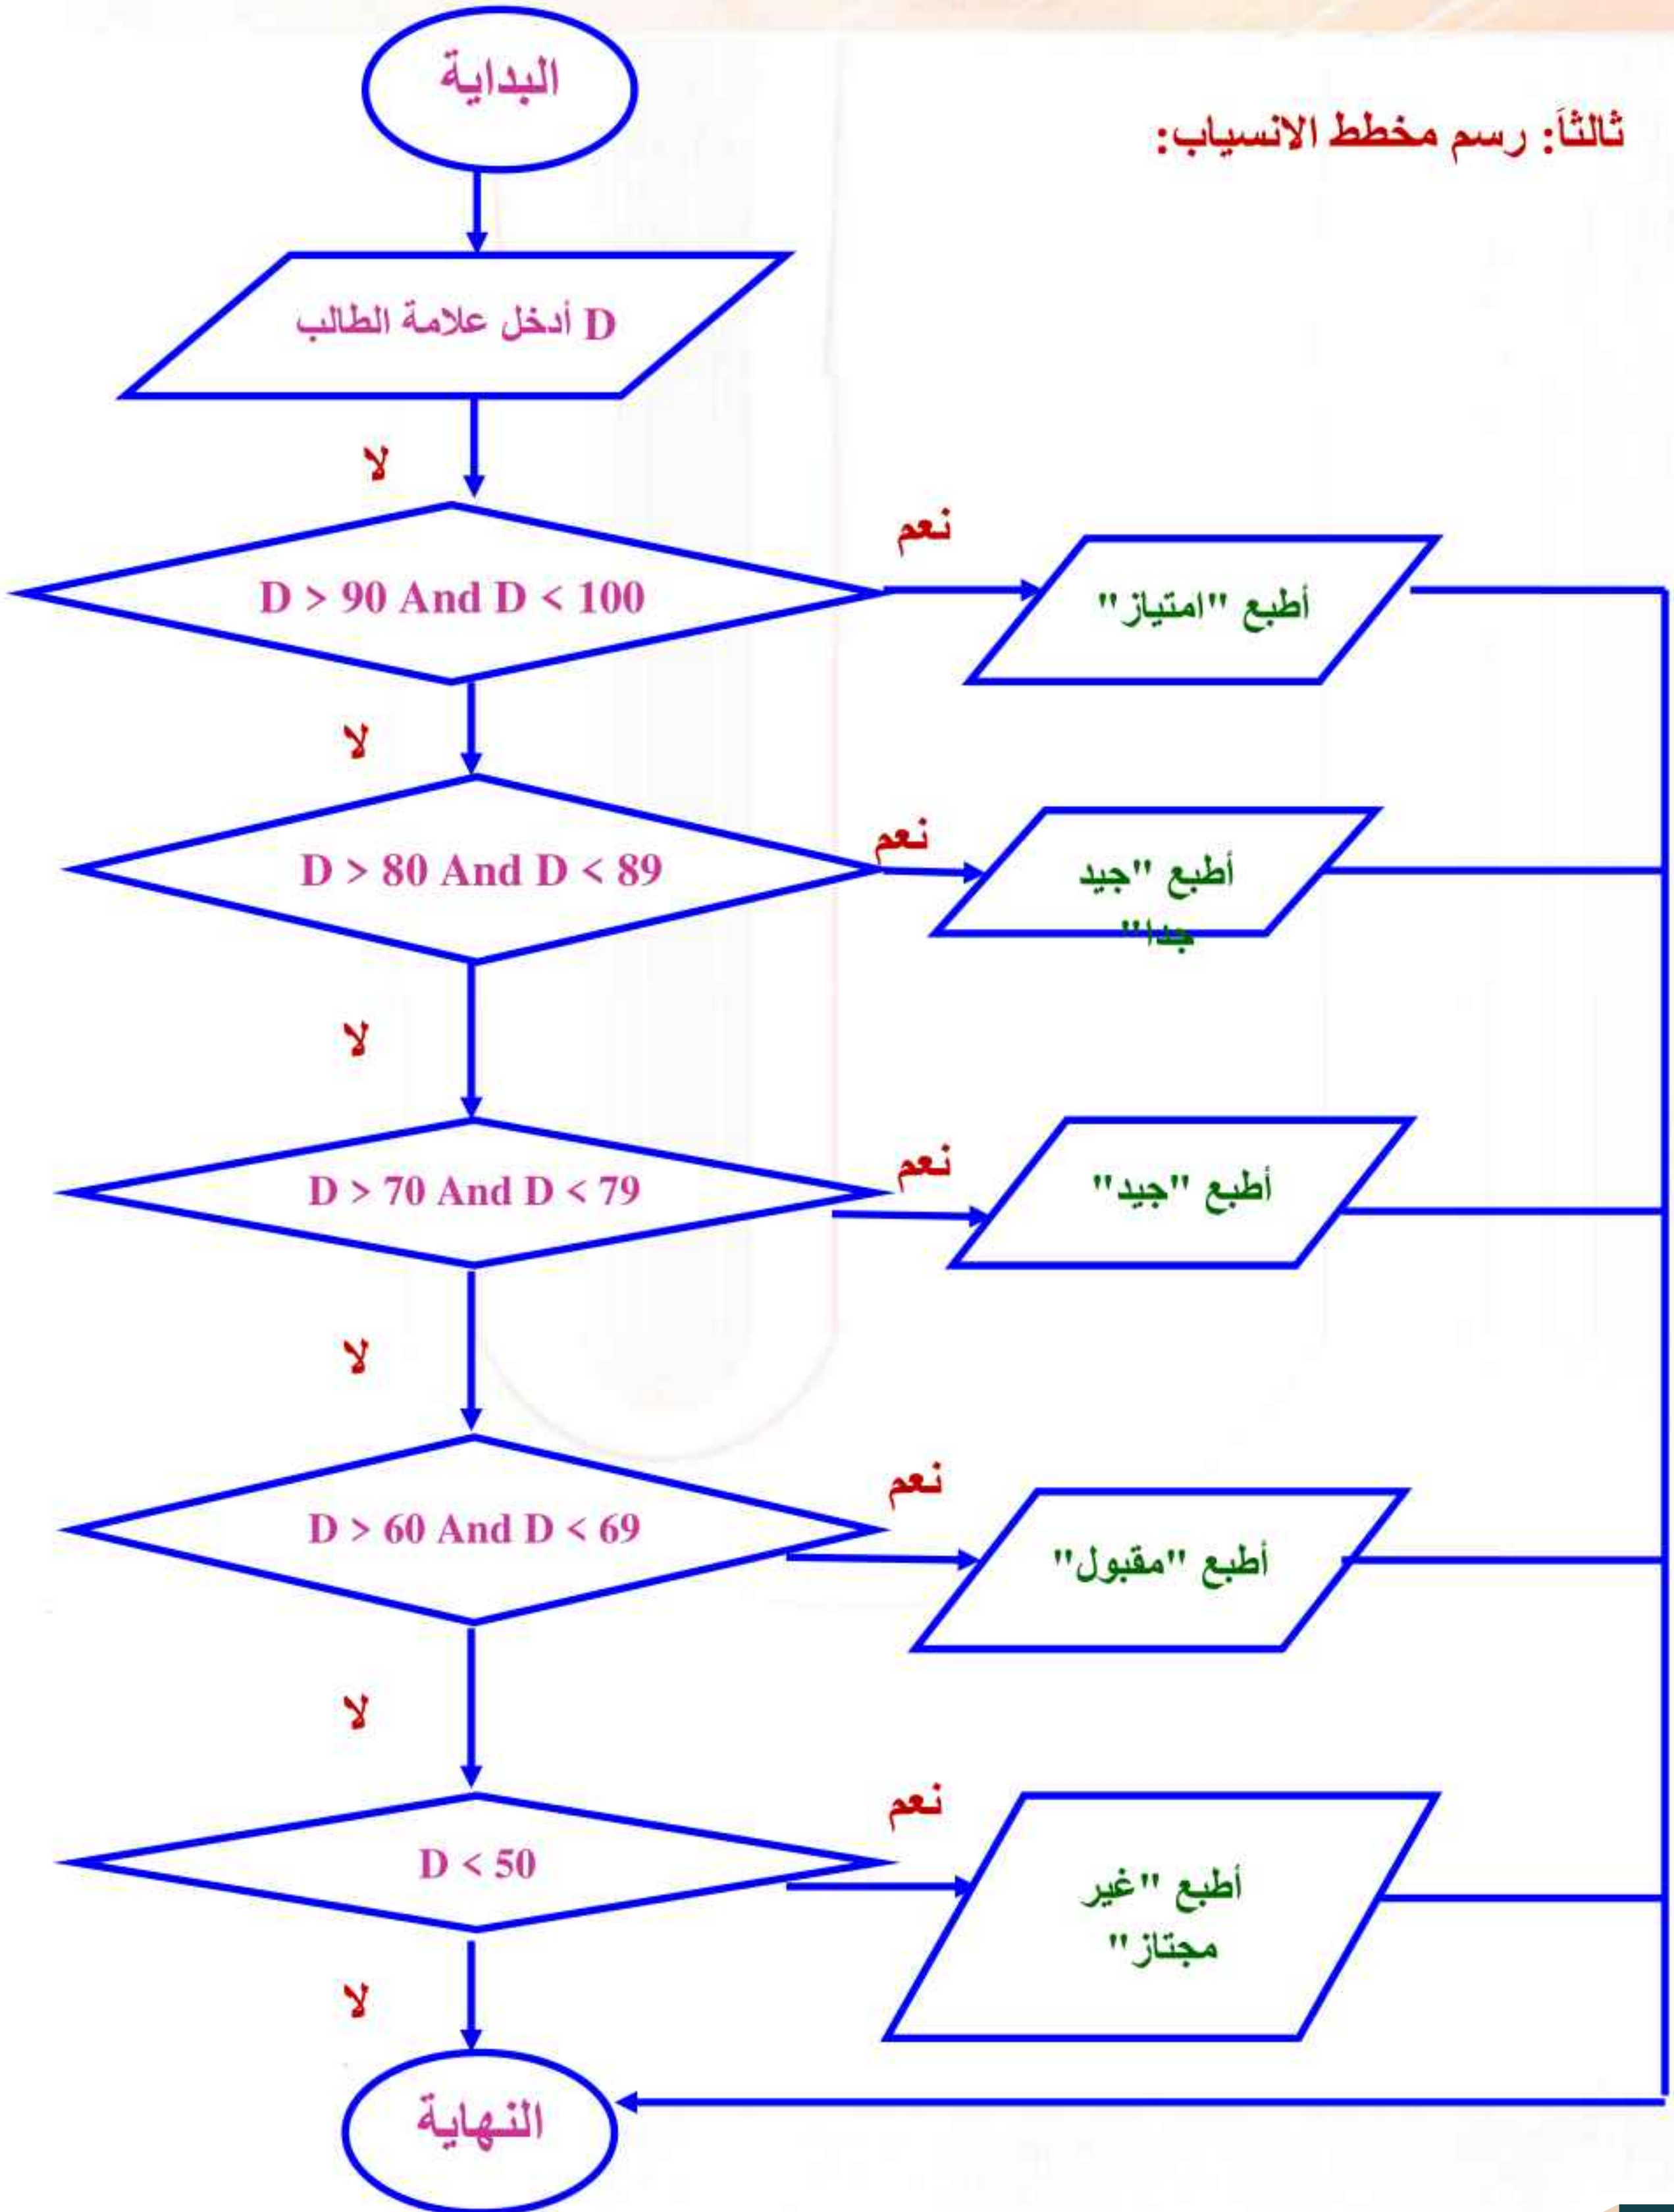 ثالثاً: رسم مخطط الانسياب:
البداية
D أدخل علامة الطالب
لا
D > 90 And D < 100
نعم
أطبع "امتياز"
لا
D > 80 And D < 89
نعم
أطبع "جيد
جدا"
لا
D > 70 And D < 79
نعم
أطبع "جيد"
لا
D > 60 And D < 69
نعم
أطبع "مقبول"
لا
D < 50
نعم
أطبع "غير
مجتاز"
لا
النهاية